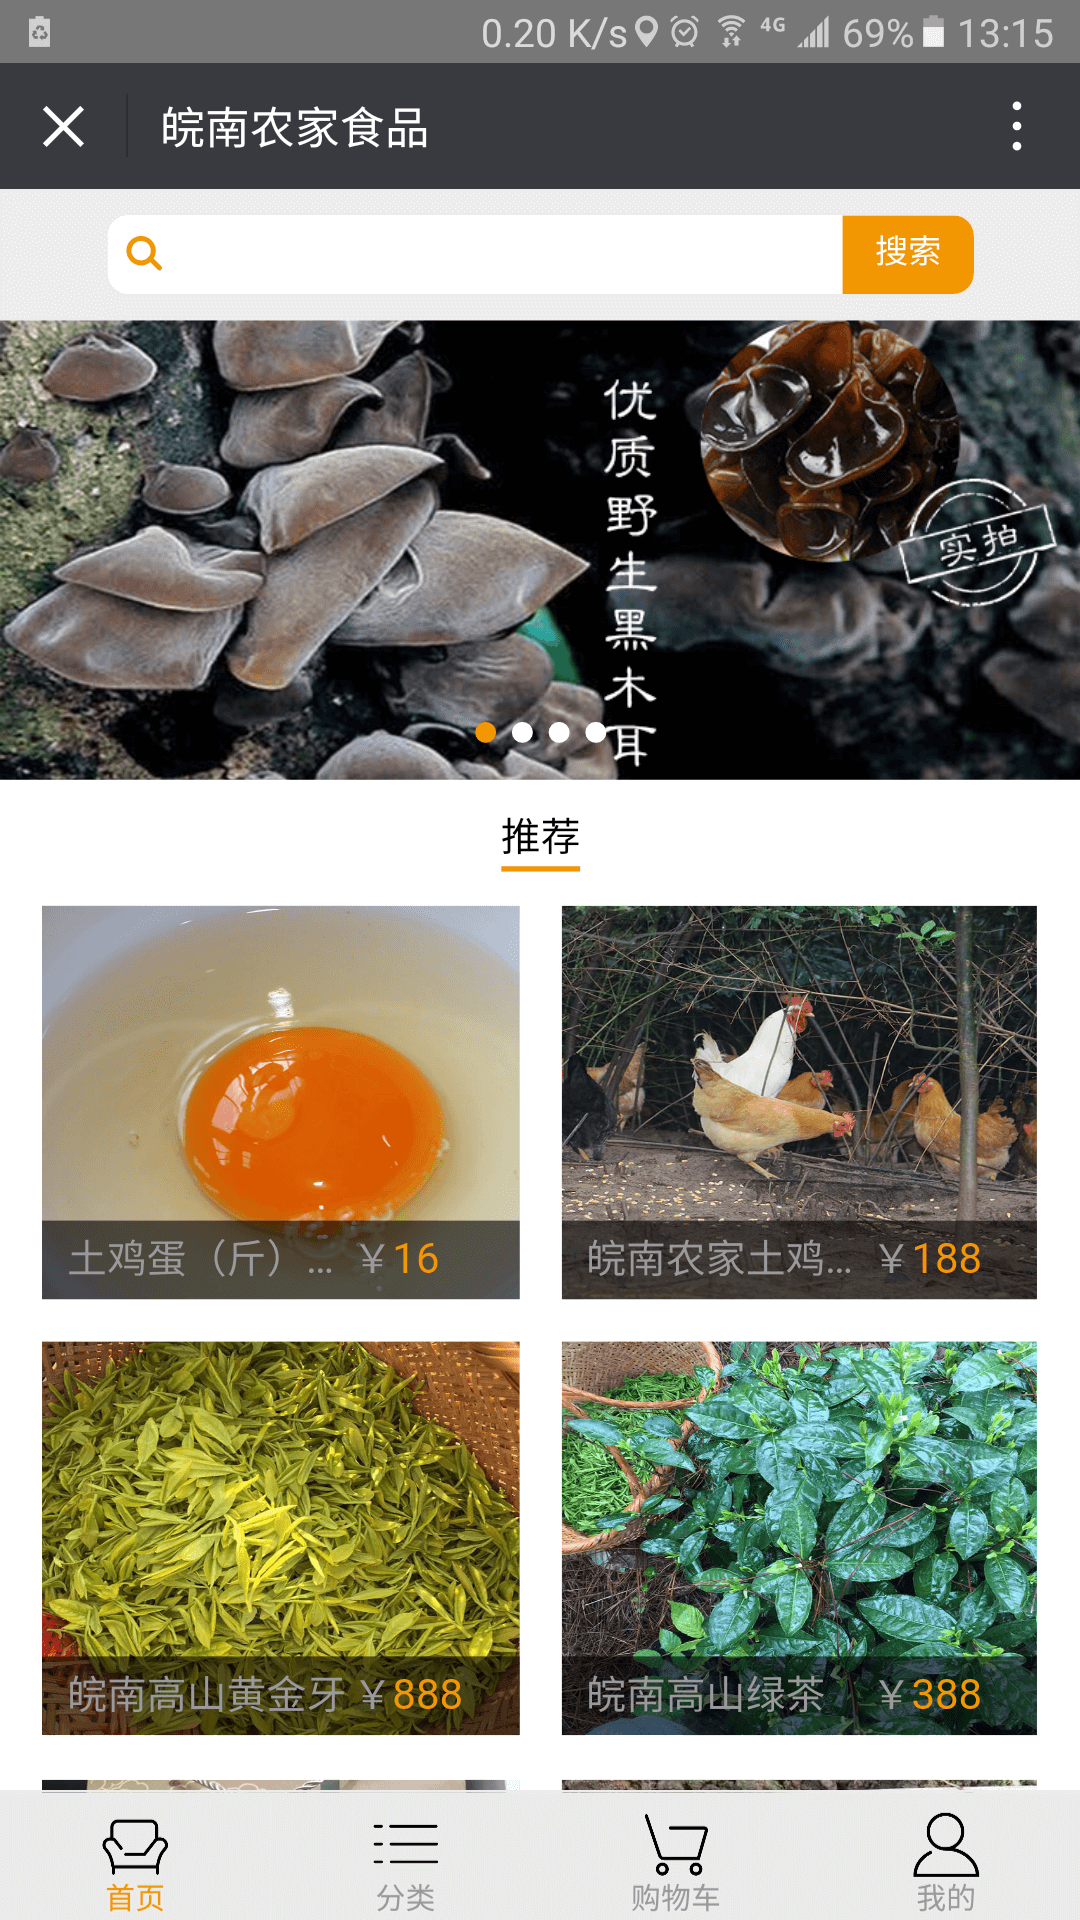 0.20 K/s 4G 69% 13:15
皖南农家食品
搜索
优质野生黑木耳
实拍
推荐
土鸡蛋（斤）... ￥16
皖南农家土鸡... ￥188
皖南高山黄金牙 ￥888
皖南高山绿茶 ￥388
首页 分类 购物车 我的